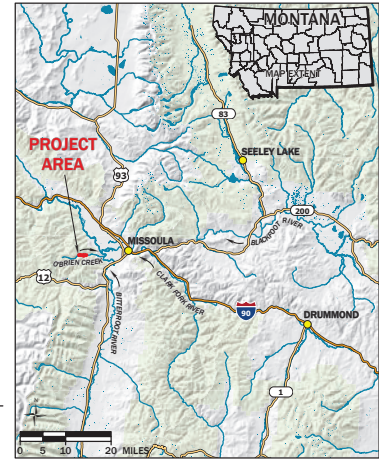 MONTANA
MAP EXTENT
83
SEELEY LAKE
PROJECT
AREA
93
200
BLACKFOOT RIVER
MISSOULA
O'BRIEN CREEK
12
CLARK FORK RIVER
BITTERROOT RIVER
90
DRUMMOND
1
N
0 5 10 20 MILES